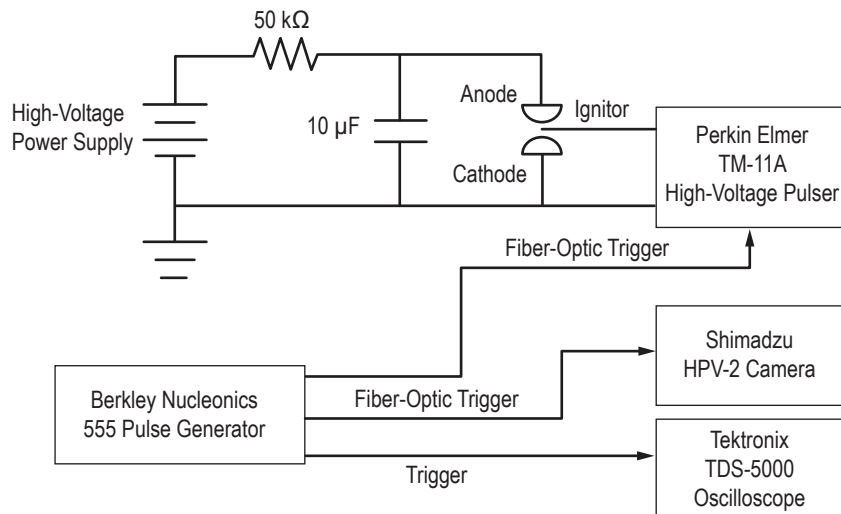 50 kΩ
High-Voltage
Power Supply
10 µF
Anode
Ignitor
Cathode
Perkin Elmer
TM-11A
High-Voltage Pulser
Fiber-Optic Trigger
Shimadzu
HPV-2 Camera
Berkley Nucleonics
555 Pulse Generator
Fiber-Optic Trigger
Trigger
Tektronix
TDS-5000
Oscilloscope